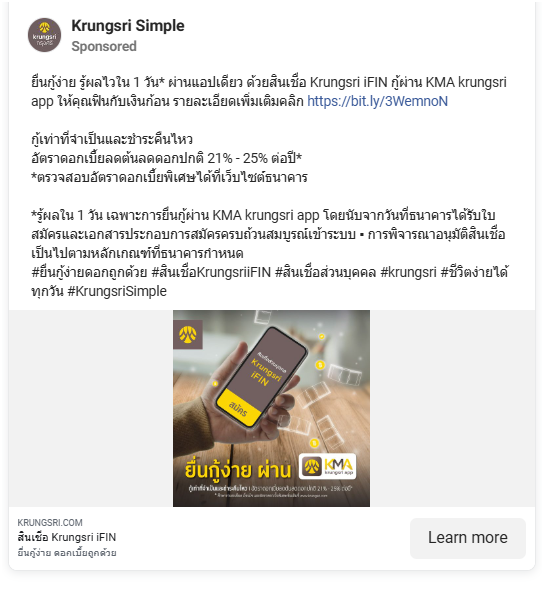 Krungsri Simple
Sponsored
ยื่นกู้ง่าย รู้ผลไวใน 1 วัน* ผ่านแอปเดียว ด้วยสินเชื่อ Krungsri iFIN กู้ผ่าน KMA krungsri
app ให้คุณฟินกับเงินก้อน รายละเอียดเพิ่มเติมคลิก https://bit.ly/3WemnoN
กู้เท่าที่จำเป็นและชำระคืนไหว
อัตราดอกเบี้ยลดต้นลดดอกปกติ 21% - 25% ต่อปี*
*ตรวจสอบอัตราดอกเบี้ยพิเศษได้ที่เว็บไซต์ธนาคาร
*รู้ผลใน 1 วัน เฉพาะการยื่นกู้ผ่าน KMA krungsri app โดยนับจากวันที่ธนาคารได้รับใบ
สมัครและเอกสารประกอบการสมัครครบถ้วนสมบูรณ์เข้าระบบ • การพิจารณาอนุมัติสินเชื่อ
เป็นไปตามหลักเกณฑ์ที่ธนาคารกำหนด
#ยื่นกู้ง่ายดอกถูกด้วย #สินเชื่อKrungsriiFIN #สินเชื่อส่วนบุคคล #krungsri #ชีวิตง่ายได้
ทุกวัน #KrungsriSimple
krungsri
กรุงศรี
สินเชื่อส่วนบุคคล
Krungsri
iFIN
สมัคร
ยื่นกู้ง่าย ผ่าน
KMA
krungsri app
กู้เท่าที่จำเป็นและชำระคืนไหว | อัตราดอกเบี้ยลดต้นลดดอกปกติ 21% - 25% ต่อปี*
KRUNGSRI.COM
สินเชื่อ Krungsri iFIN
ยื่นกู้ง่าย ดอกเบี้ยถูกด้วย
Learn more